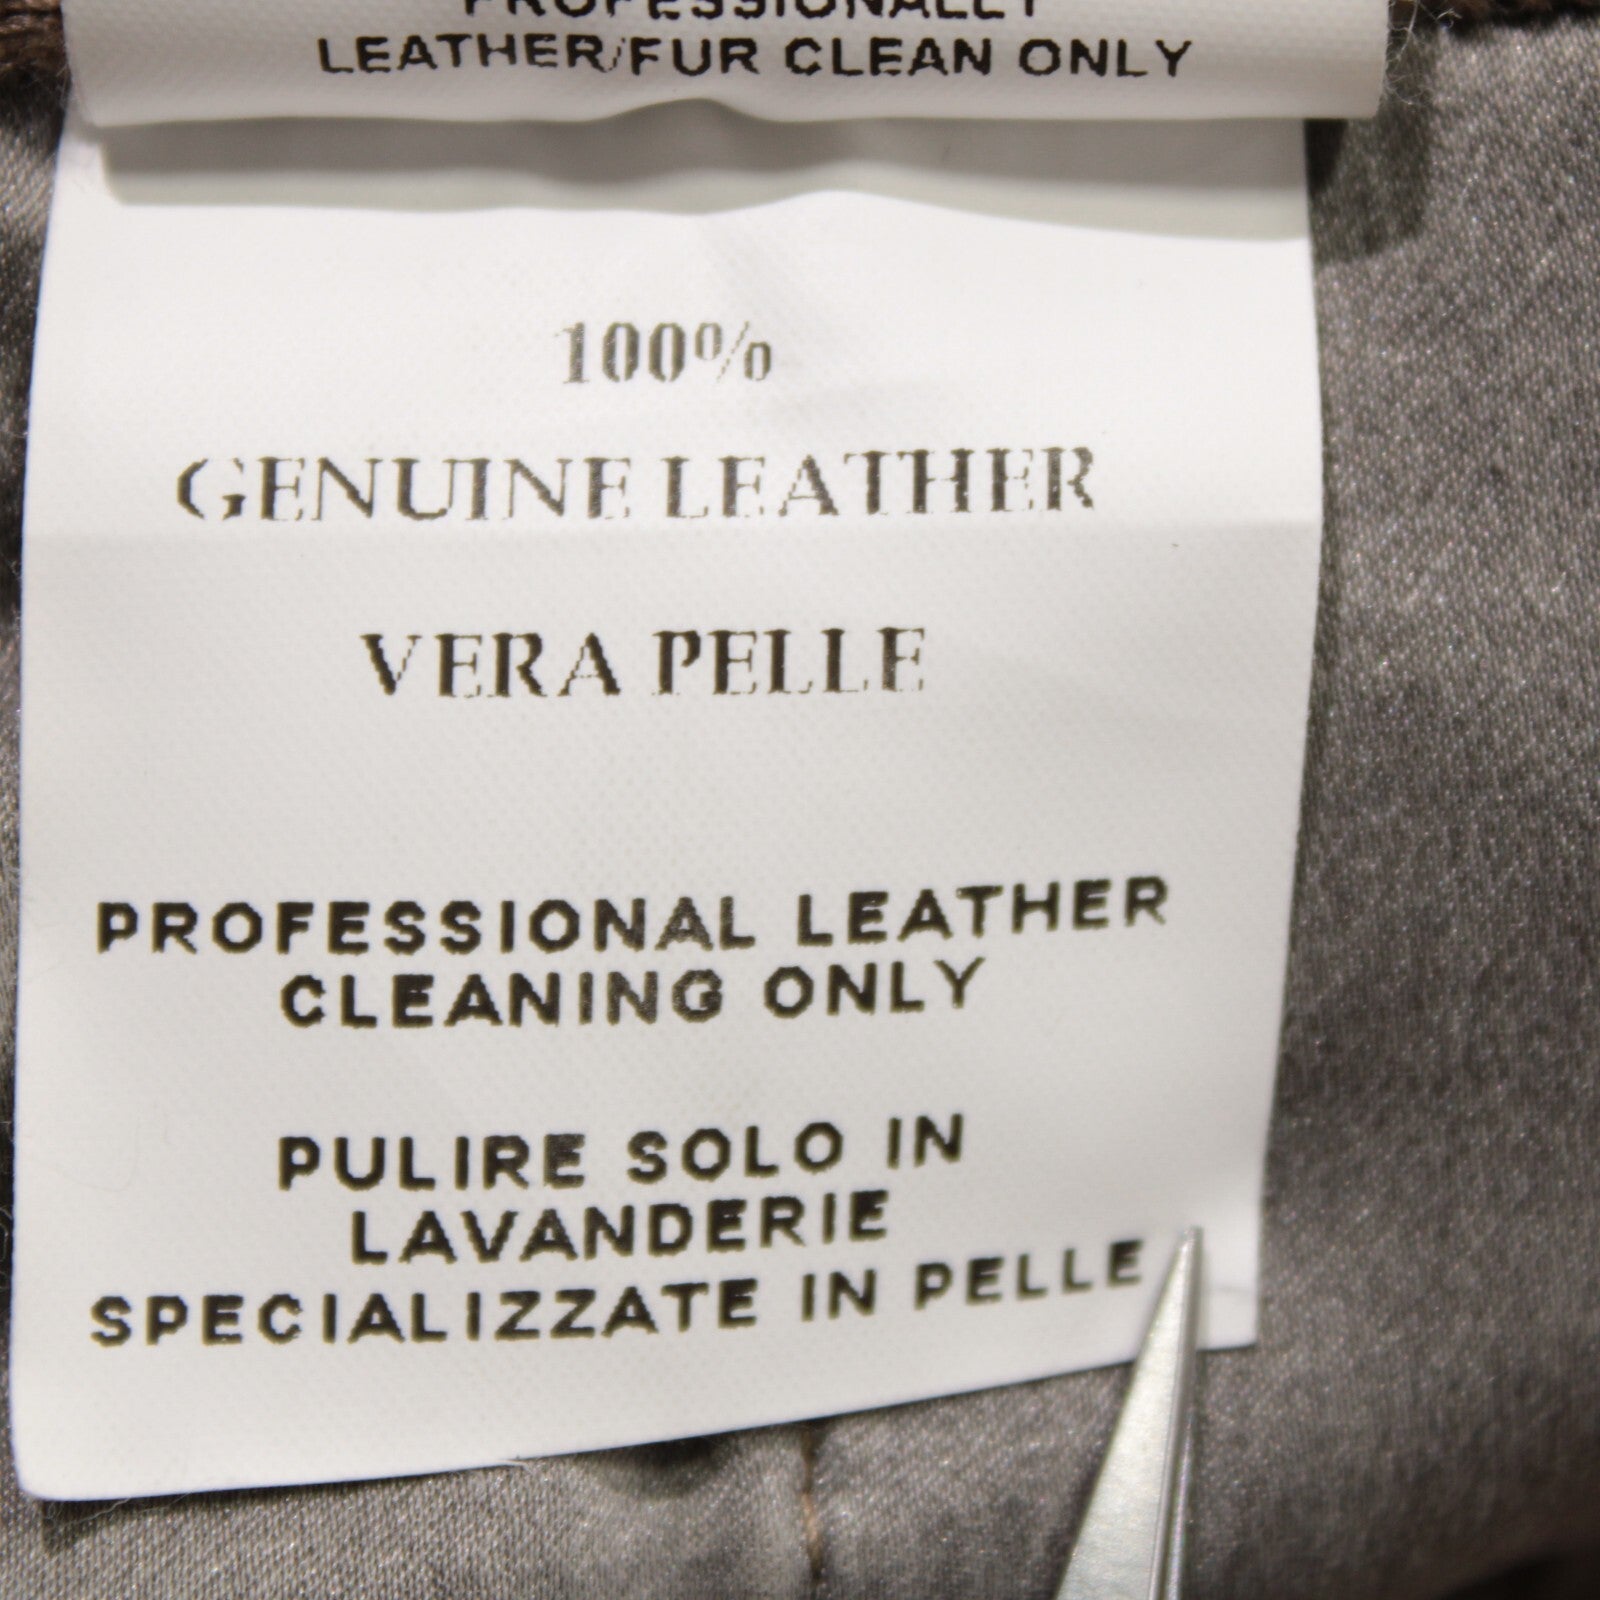 PROFESSIONALLY
LEATHER/FUR CLEAN ONLY
100%
GENUINE LEATHER
VERA PELLE
PROFESSIONAL LEATHER
CLEANING ONLY
PULIRE SOLO IN
LAVANDERIE
SPECIALIZZATE IN PELLE